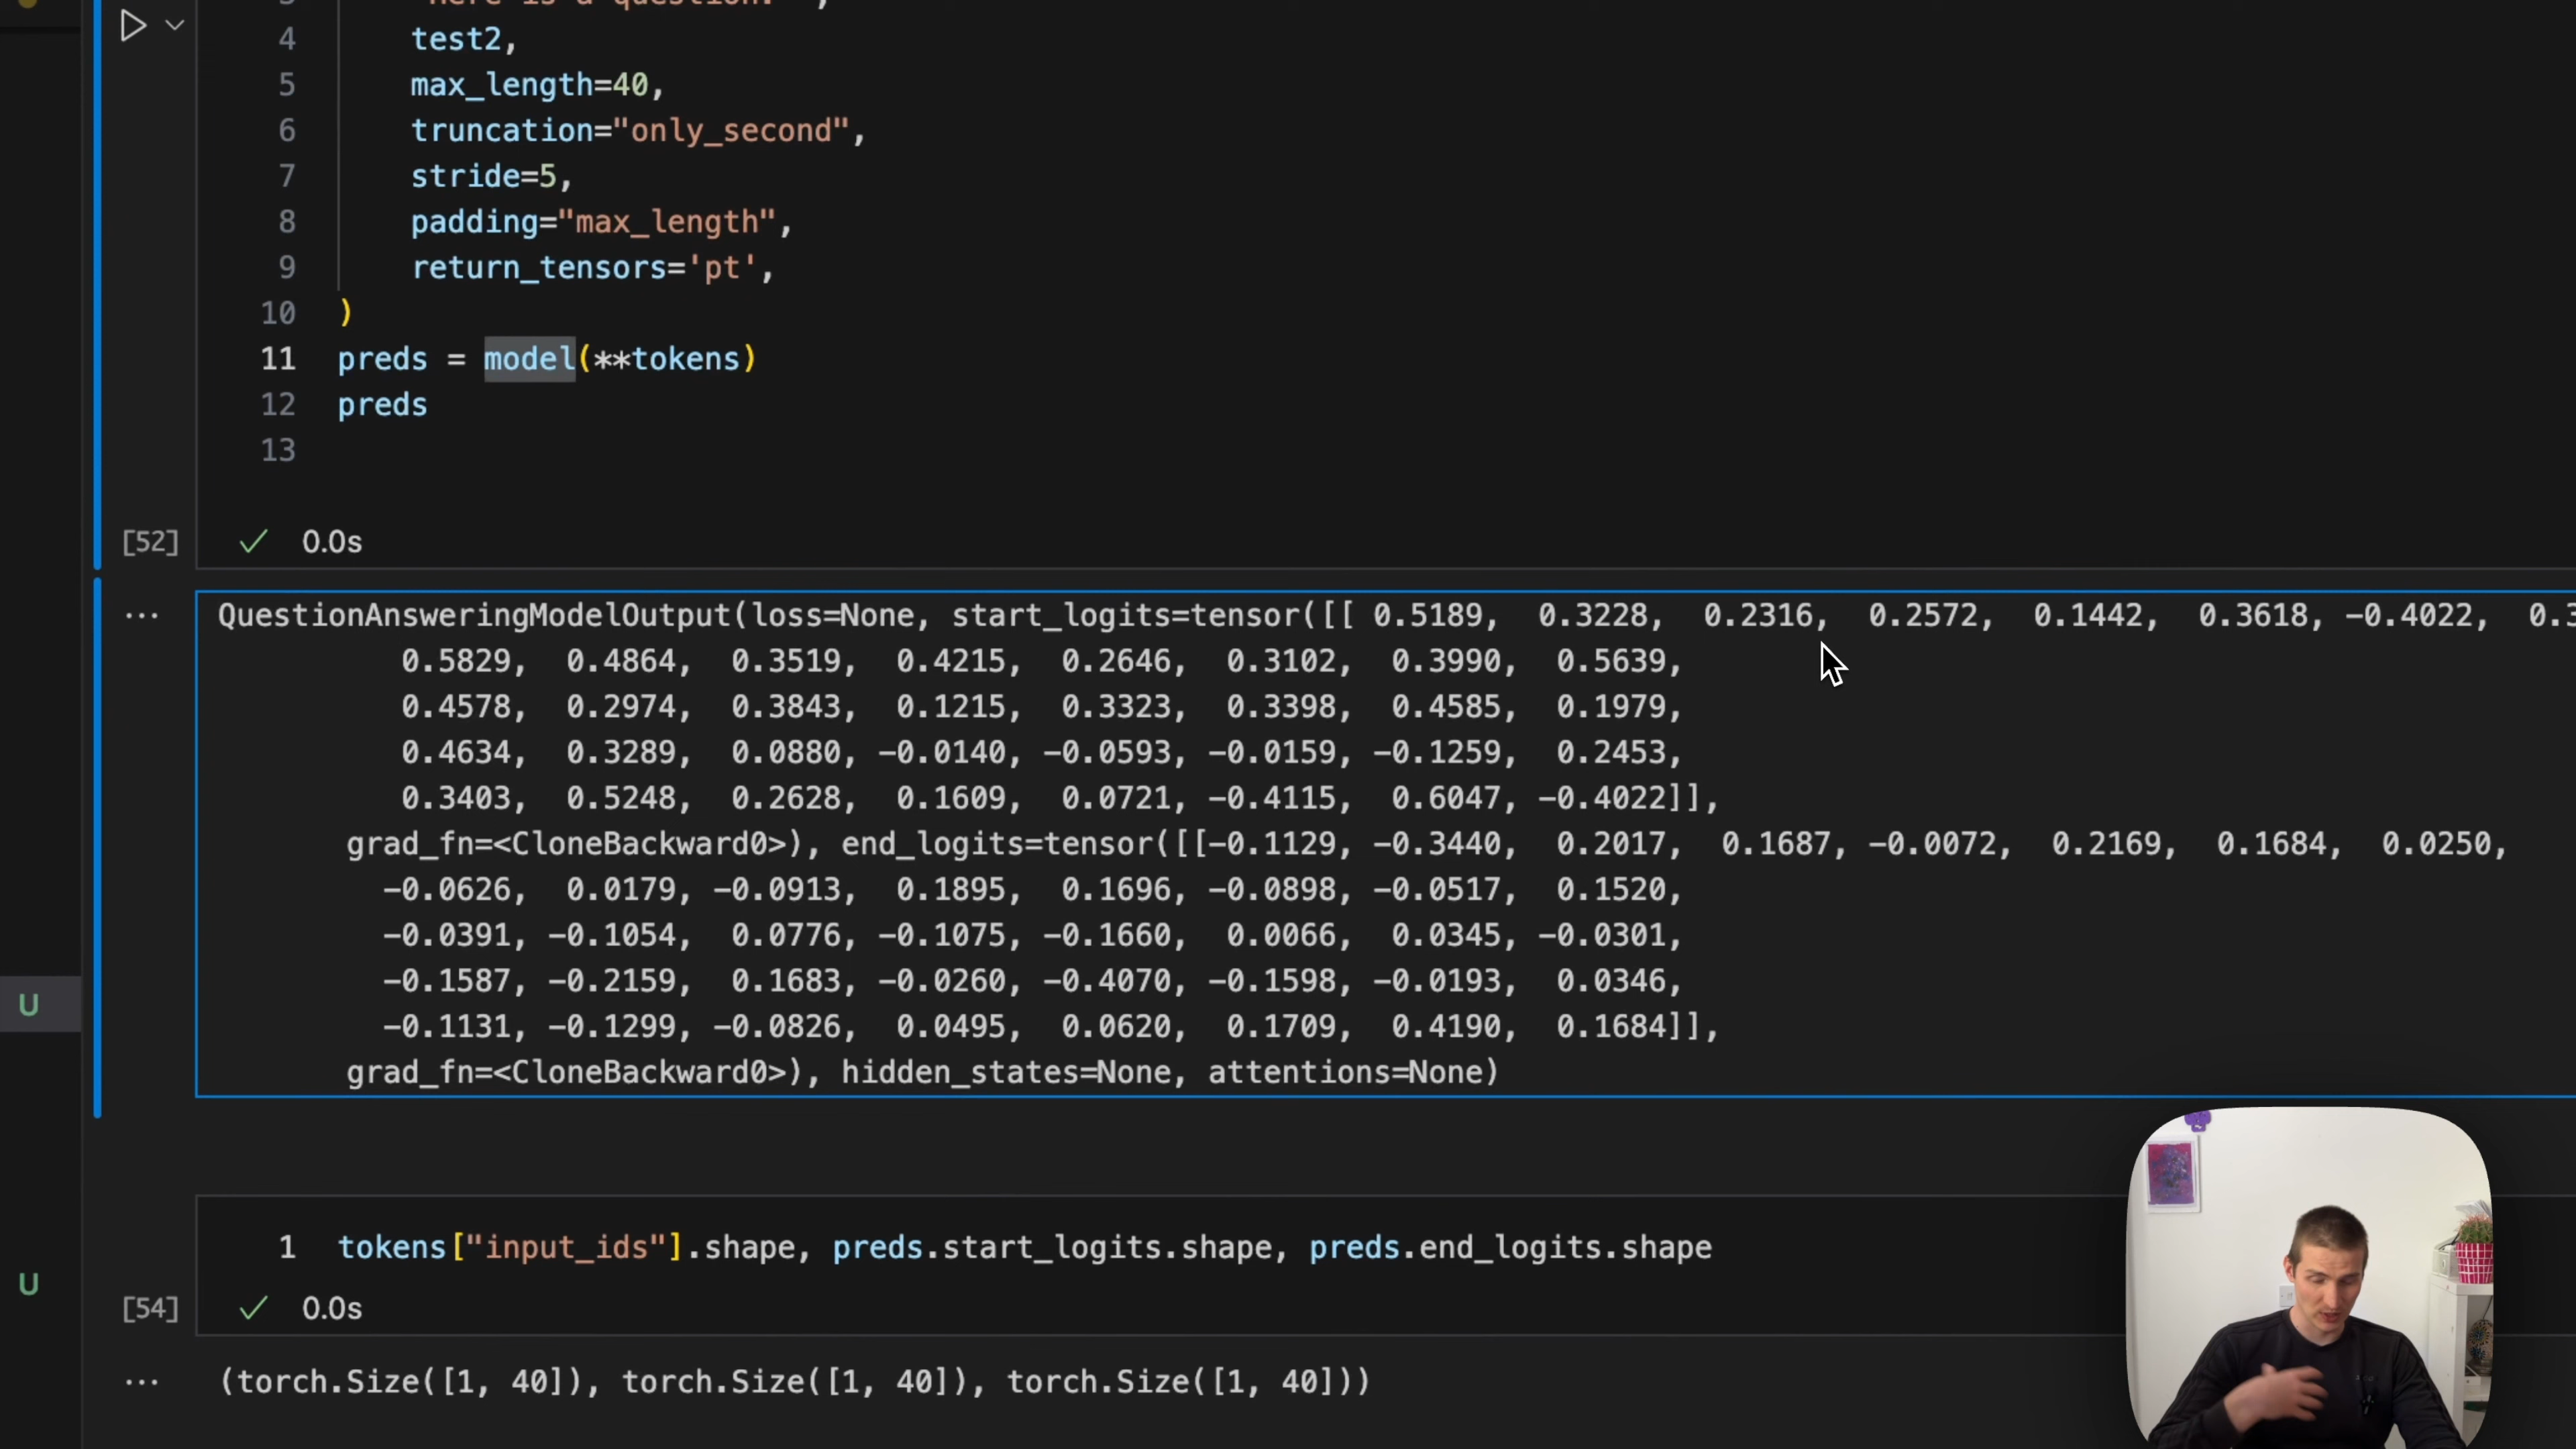 3 "Here is a question. ",
4 test2,
5 max_length=40,
6 truncation="only_second",
7 stride=5,
8 padding="max_length",
9 return_tensors='pt',
10 )
11 preds = model(**tokens)
12 preds
13
[52] ✓ 0.0s
... QuestionAnsweringModelOutput(loss=None, start_logits=tensor([[ 0.5189, 0.3228, 0.2316, 0.2572, 0.1442, 0.3618, -0.4022,
0.5829, 0.4864, 0.3519, 0.4215, 0.2646, 0.3102, 0.3990, 0.5639,
0.4578, 0.2974, 0.3843, 0.1215, 0.3323, 0.3398, 0.4585, 0.1979,
0.4634, 0.3289, 0.0880, -0.0140, -0.0593, -0.0159, -0.1259, 0.2453,
0.3403, 0.5248, 0.2628, 0.1609, 0.0721, -0.4115, 0.6047, -0.4022]],
grad_fn=<CloneBackward0>), end_logits=tensor([[-0.1129, -0.3440, 0.2017, 0.1687, -0.0072, 0.2169, 0.1684, 0.0250,
-0.0626, 0.0179, -0.0913, 0.1895, 0.1696, -0.0898, -0.0517, 0.1520,
-0.0391, -0.1054, 0.0776, -0.1075, -0.1660, 0.0066, 0.0345, -0.0301,
-0.1587, -0.2159, 0.1683, -0.0260, -0.4070, -0.1598, -0.0193, 0.0346,
U
-0.1131, -0.1299, -0.0826, 0.0495, 0.0620, 0.1709, 0.4190, 0.1684]],
grad_fn=<CloneBackward0>), hidden_states=None, attentions=None)
1 tokens["input_ids"].shape, preds.start_logits.shape, preds.end_logits.shape
U
[54] ✓ 0.0s
... (torch.Size([1, 40]), torch.Size([1, 40]), torch.Size([1, 40]))